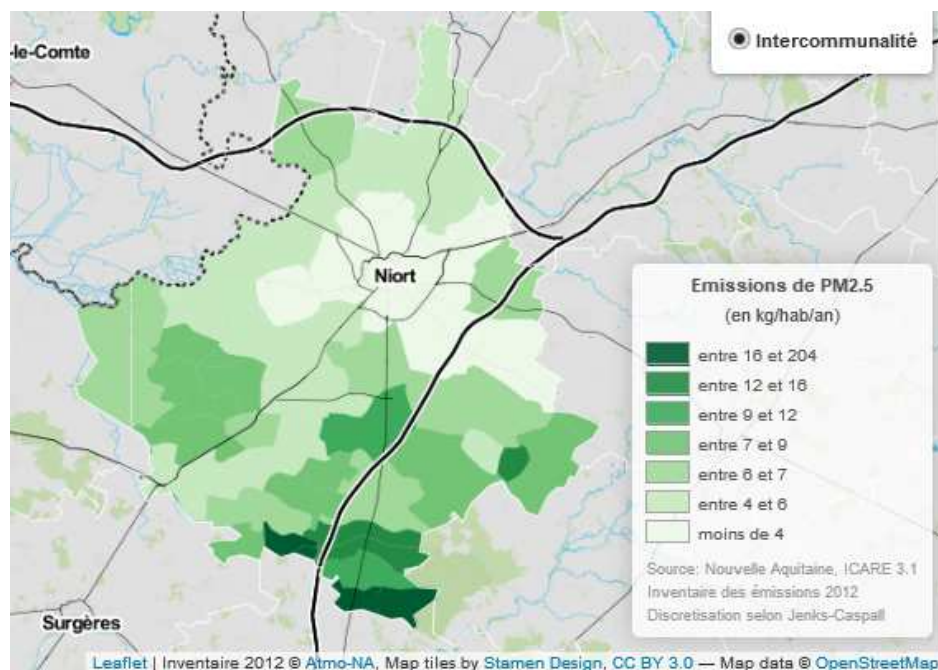 -le-Comte
Intercommunalité
Niort
Emissions de PM2.5
(en kg/hab/an)
entre 16 et 204
entre 12 et 16
entre 9 et 12
entre 7 et 9
entre 6 et 7
entre 4 et 6
moins de 4
Source: Nouvelle Aquitaine, ICARE 3.1
Inventaire des émissions 2012
Discretisation selon Jenks-Caspall
Surgères
Leaflet | Inventaire 2012 © Atmo-NA, Map tiles by Stamen Design, CC BY 3.0 — Map data © OpenStreetMap